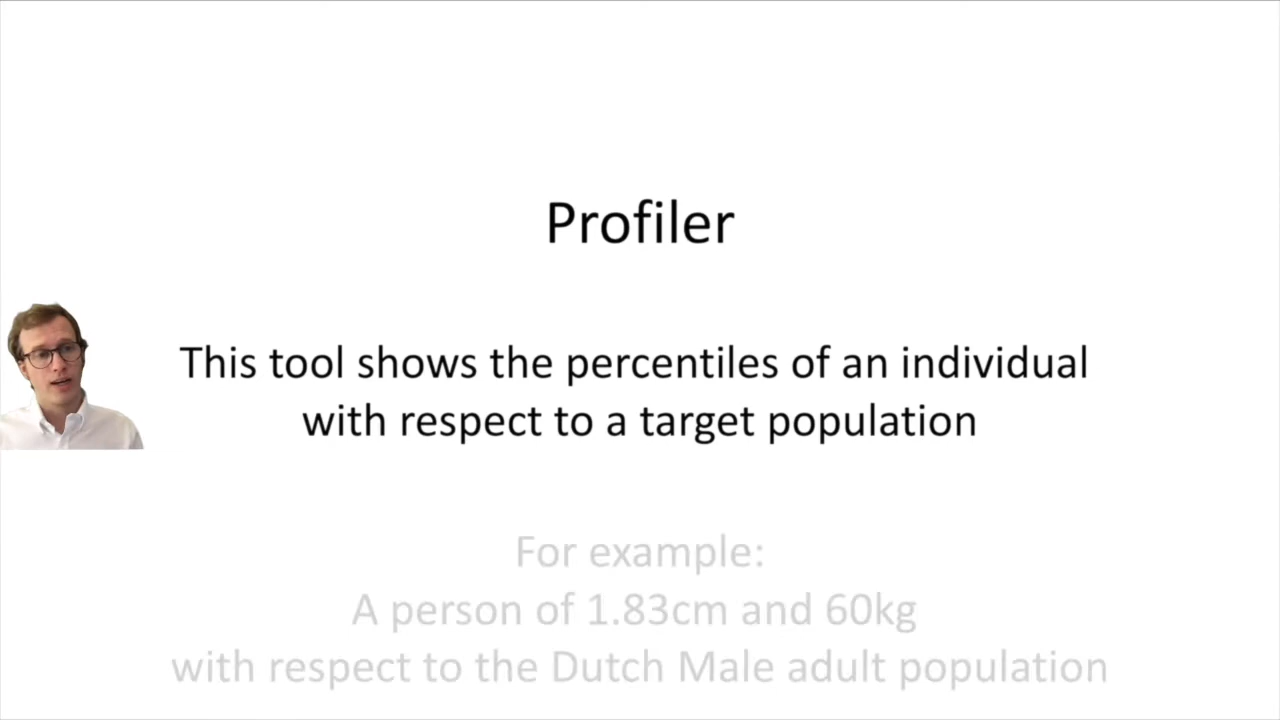 Profiler
This tool shows the percentiles of an individual
with respect to a target population
For example:
A person of 1.83cm and 60kg
with respect to the Dutch Male adult population